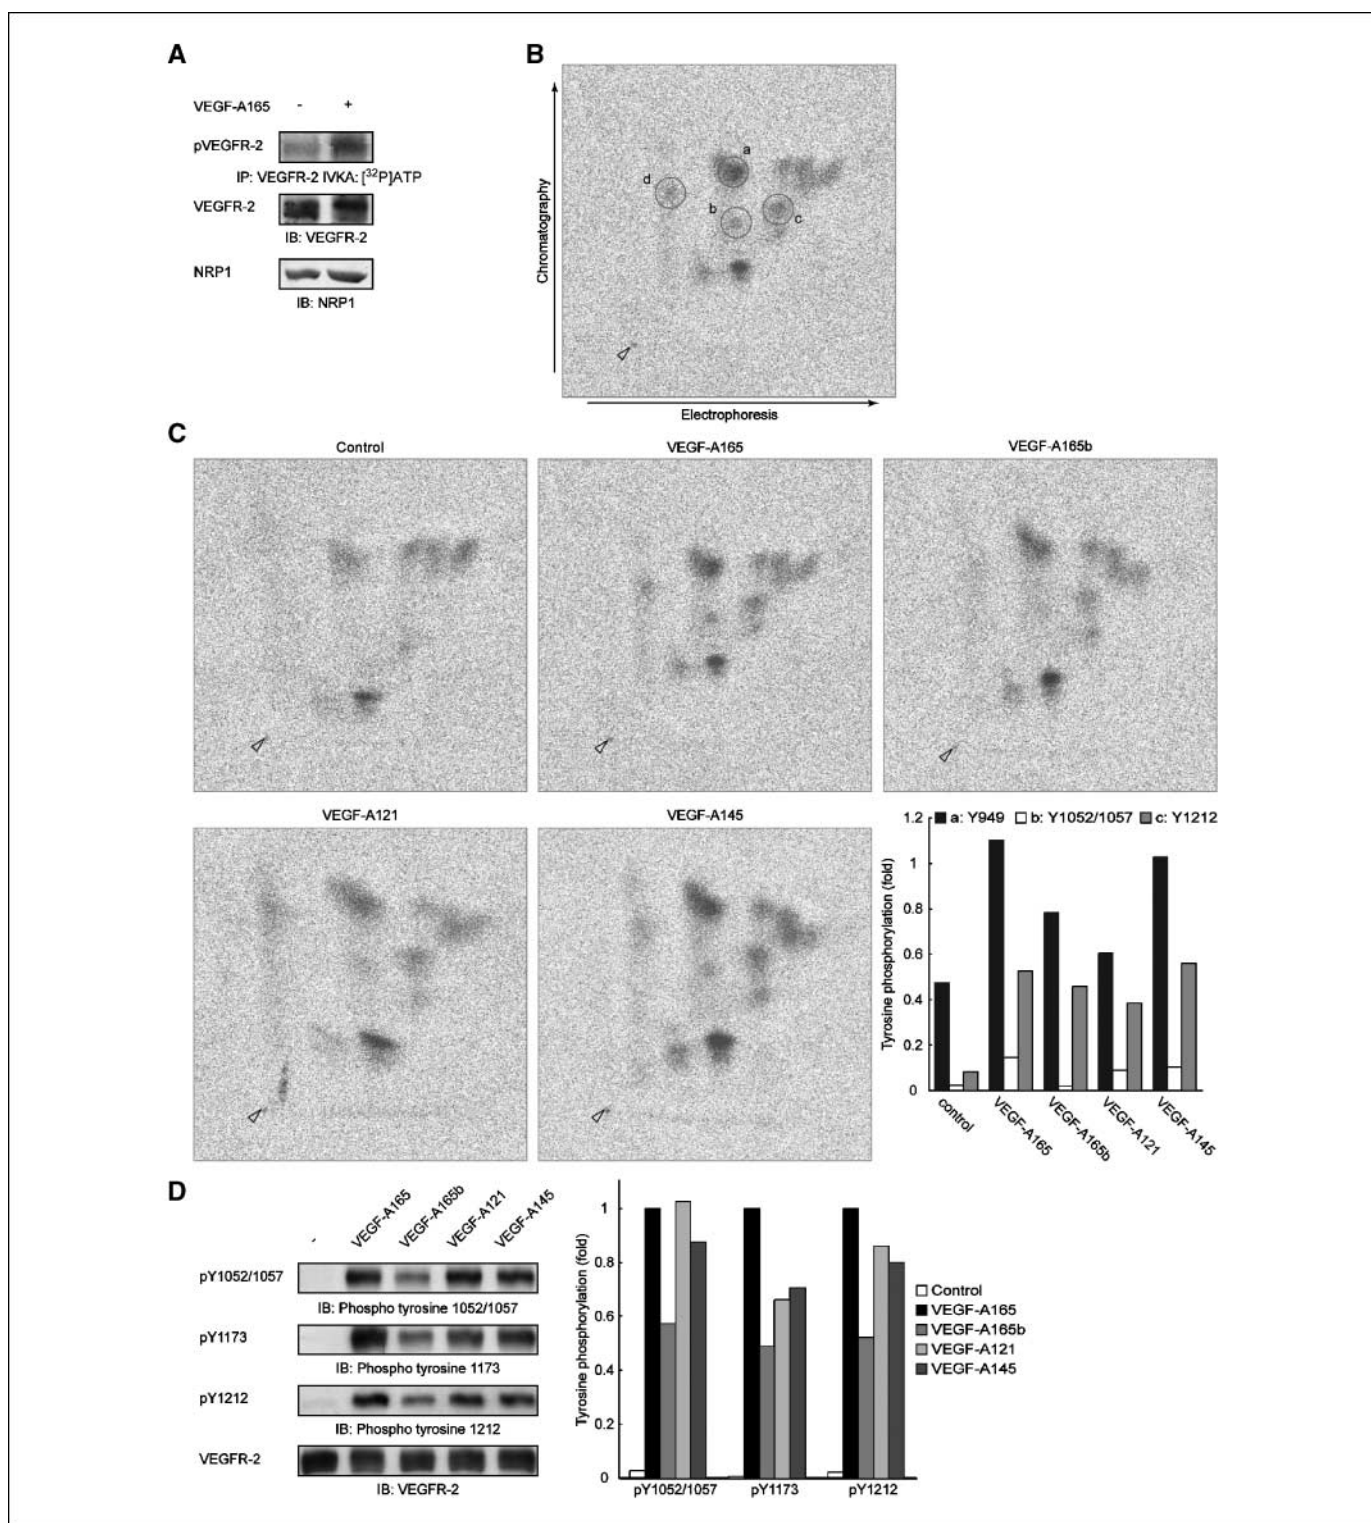 A
VEGF-A165 - +
pVEGFR-2
IP: VEGFR-2 IVKA: [32P]ATP
VEGFR-2
IB: VEGFR-2
NRP1
IB: NRP1
B
a
d
b
c
Chromatography
Electrophoresis
C
Control
VEGF-A165
VEGF-A165b
VEGF-A121
VEGF-A145
a: Y949 b: Y1052/1057 c: Y1212
Tyrosine phosphorylation (fold)
1.2
1
0.8
0.6
0.4
0.2
0
control
VEGF-A165
VEGF-A165b
VEGF-A121
VEGF-A145
D
- VEGF-A165 VEGF-A165b VEGF-A121 VEGF-A145
pY1052/1057
IB: Phospho tyrosine 1052/1057
pY1173
IB: Phospho tyrosine 1173
pY1212
IB: Phospho tyrosine 1212
VEGFR-2
IB: VEGFR-2
Tyrosine phosphorylation (fold)
1
0.8
0.6
0.4
0.2
0
pY1052/1057 pY1173 pY1212
Control
VEGF-A165
VEGF-A165b
VEGF-A121
VEGF-A145